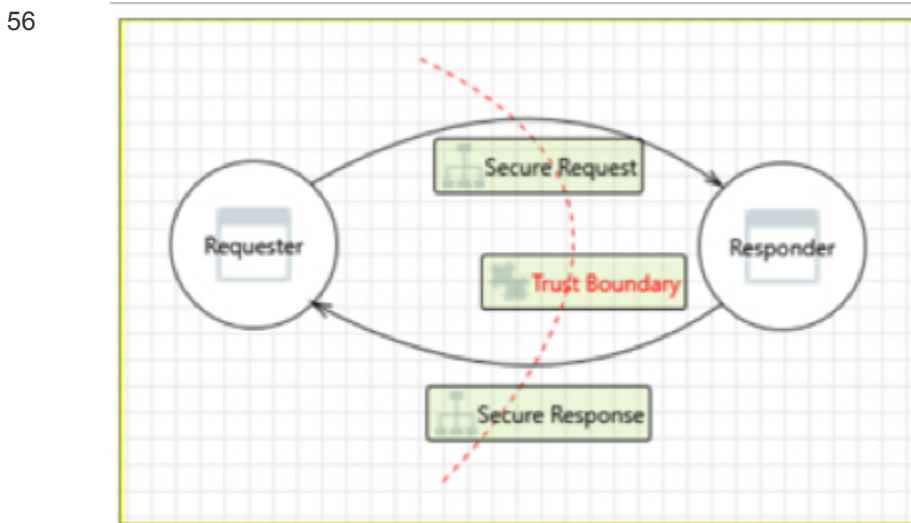 56
Secure Request
Requester
Responder
Trust Boundary
Secure Response